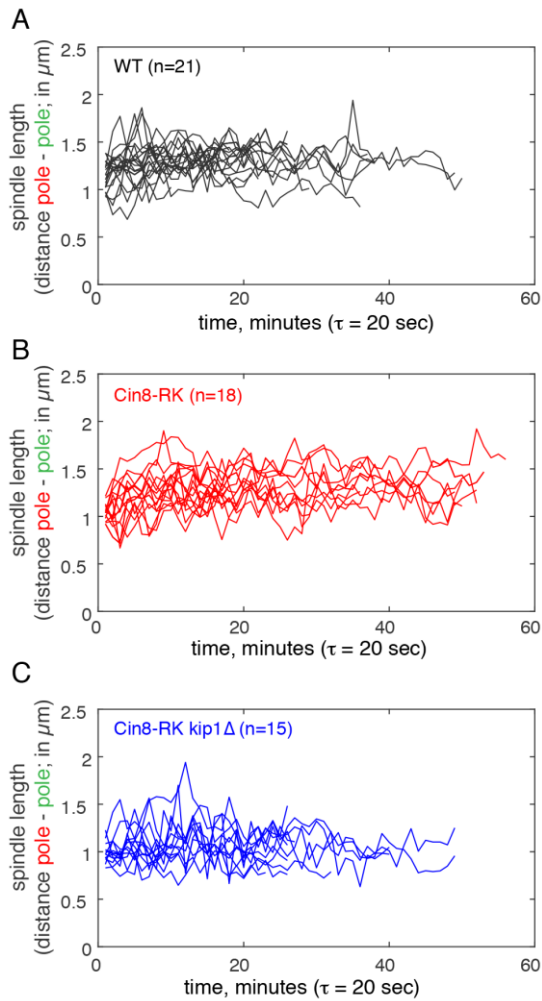 A
2.5
2
1.5
1
0.5
0
WT (n=21)
spindle length
(distance red pole - pole; in µm)
0
20
40
60
time, minutes (τ = 20 sec)
B
2.5
2
1.5
1
0.5
0
Cin8-RK (n=18)
spindle length
(distance pole - pole; in µm)
0
20
40
60
time, minutes (τ = 20 sec)
C
2.5
2
1.5
1
0.5
0
Cin8-RK kip1Δ (n=15)
spindle length
(distance pole - pole; in µm)
0
20
40
60
time, minutes (τ = 20 sec)